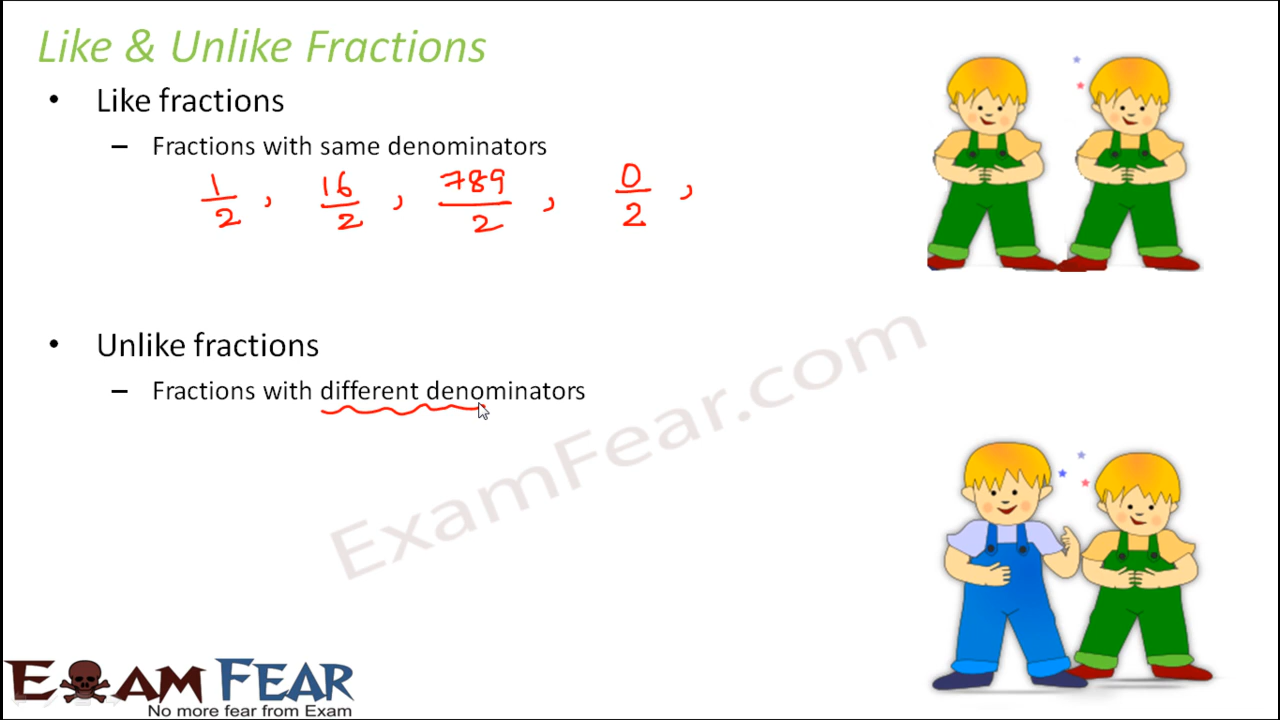 Like & Unlike Fractions
• Like fractions
– Fractions with same denominators
1/2 , 16/2 , 789/2 , 0/2 ,
• Unlike fractions
– Fractions with different denominators
ExamFear.com
EXAM FEAR
No more fear from Exam